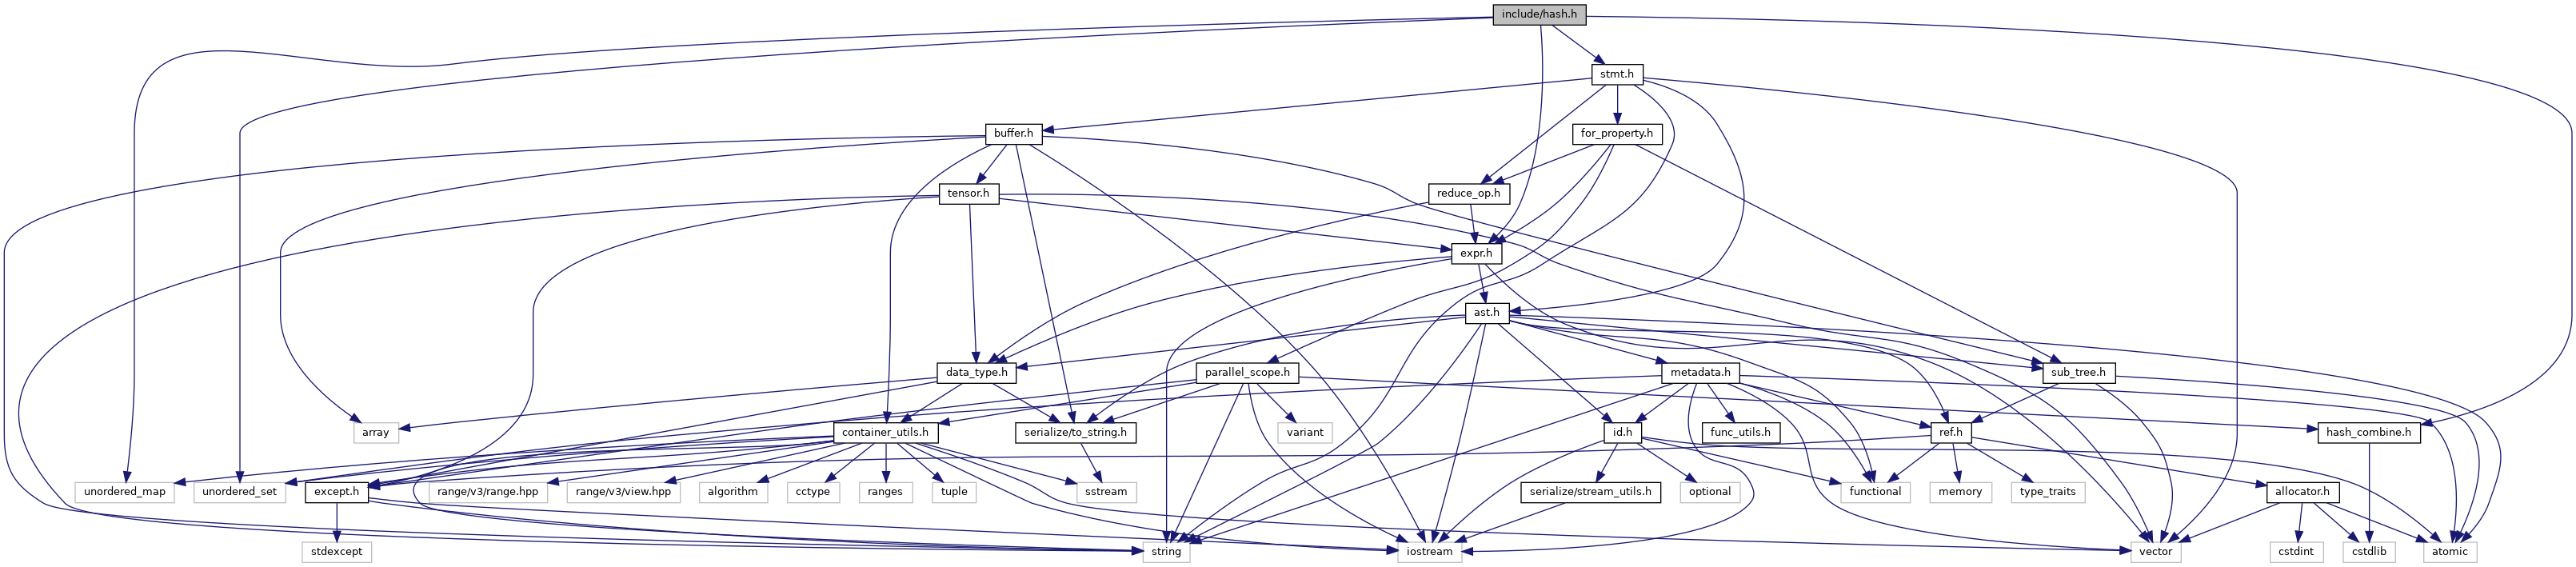 include/hash.h
stmt.h
buffer.h
for_property.h
tensor.h
reduce_op.h
expr.h
ast.h
data_type.h
parallel_scope.h
metadata.h
sub_tree.h
array
container_utils.h
serialize/to_string.h
variant
id.h
func_utils.h
ref.h
hash_combine.h
unordered_map
unordered_set
except.h
range/v3/range.hpp
range/v3/view.hpp
algorithm
cctype
ranges
tuple
sstream
serialize/stream_utils.h
optional
functional
memory
type_traits
allocator.h
stdexcept
string
iostream
vector
cstdint
cstdlib
atomic